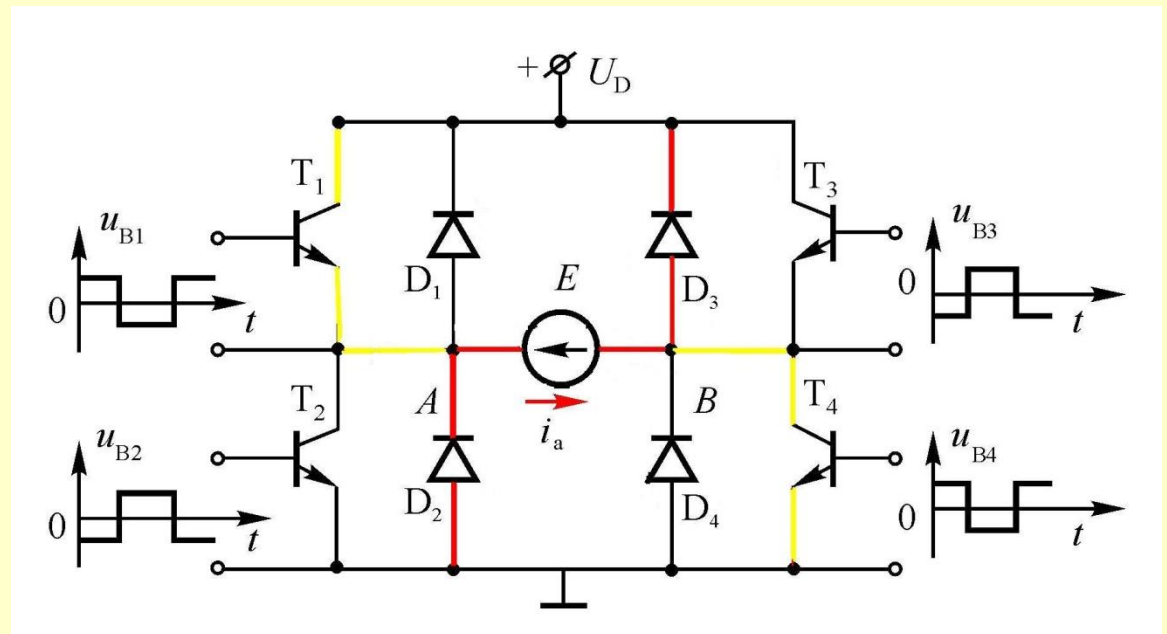 + U_D
T_1
T_3
u_B1
u_B3
E
D_1
D_3
0
t
0
t
T_2
A
B
T_4
i_a
u_B2
u_B4
D_2
D_4
0
t
0
t